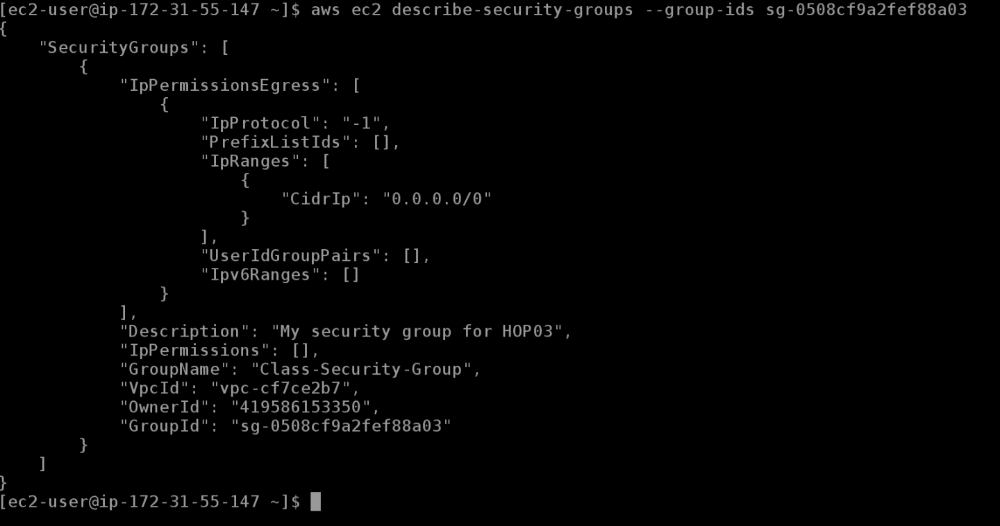 [ec2-user@ip-172-31-55-147 ~]$ aws ec2 describe-security-groups --group-ids sg-0508cf9a2fef88a03
{
    "SecurityGroups": [
        {
            "IpPermissionsEgress": [
                {
                    "IpProtocol": "-1",
                    "PrefixListIds": [],
                    "IpRanges": [
                        {
                            "CidrIp": "0.0.0.0/0"
                        }
                    ],
                    "UserIdGroupPairs": [],
                    "Ipv6Ranges": []
                }
            ],
            "Description": "My security group for HOP03",
            "IpPermissions": [],
            "GroupName": "Class-Security-Group",
            "VpcId": "vpc-cf7ce2b7",
            "OwnerId": "419586153350",
            "GroupId": "sg-0508cf9a2fef88a03"
        }
    ]
}
[ec2-user@ip-172-31-55-147 ~]$